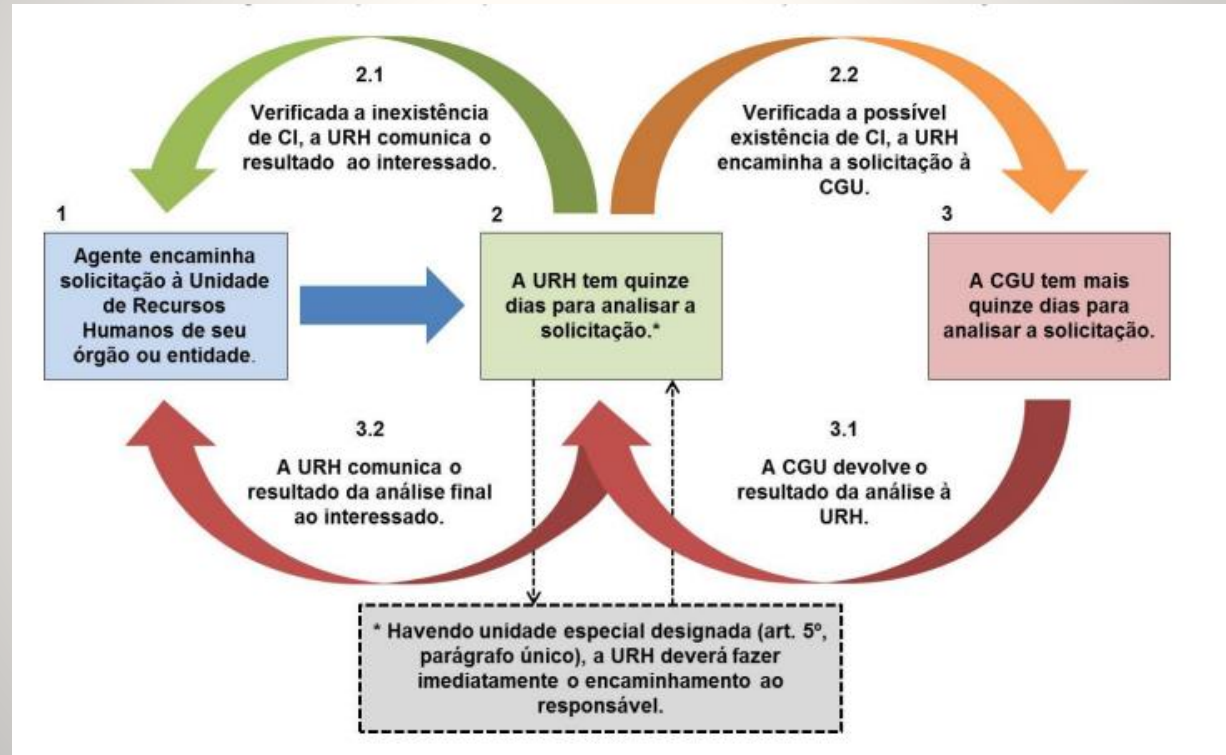 2.1
Verificada a inexistência
de CI, a URH comunica o
resultado ao interessado.
2.2
Verificada a possível
existência de CI, a URH
encaminha a solicitação à
CGU.
1
Agente encaminha
solicitação à Unidade
de Recursos
Humanos de seu
órgão ou entidade.
2
A URH tem quinze
dias para analisar a
solicitação.*
3
A CGU tem mais
quinze dias para
analisar a solicitação.
3.2
A URH comunica o
resultado da análise final
ao interessado.
3.1
A CGU devolve o
resultado da análise à
URH.
* Havendo unidade especial designada (art. 5º,
parágrafo único), a URH deverá fazer
imediatamente o encaminhamento ao
responsável.